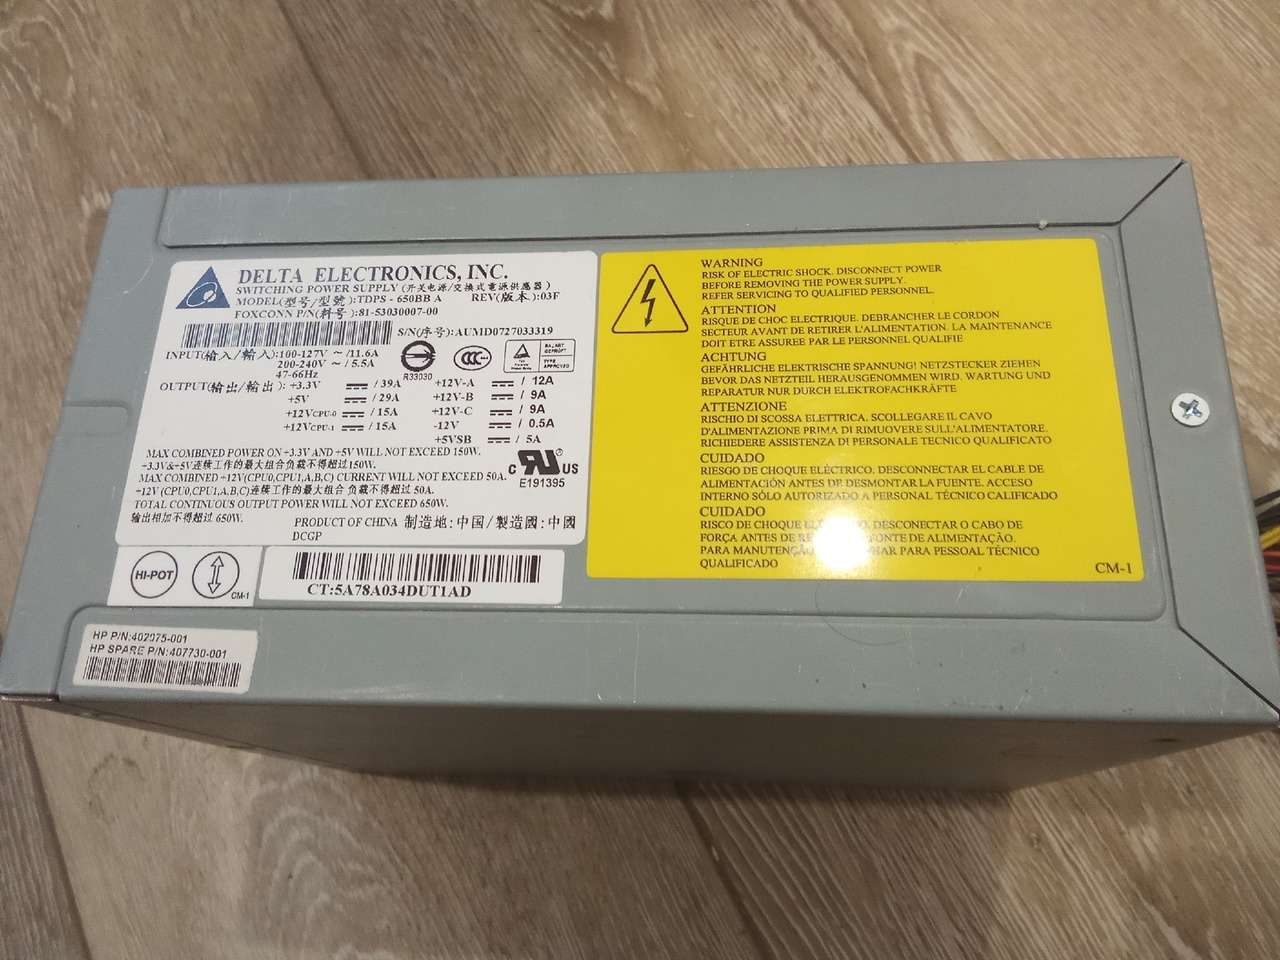 DELTA ELECTRONICS, INC.
SWITCHING POWER SUPPLY (开关电源/交換式電源供應器)
MODEL(型号/型號):TDPS - 650BB A REV(版本):03F
FOXCONN P/N(料号):81-53030007-00
S/N(序号):AUMD0727033319
INPUT(输入/輸入):100-127V ~ /11.6A
200-240V ~ / 5.5A
47-66Hz
R33030
OUTPUT(输出/輸出): +3.3V / 39A +12V-A / 12A
+5V / 29A +12V-B / 9A
+12VCPU-0 / 15A +12V-C / 9A
+12VCPU-1 / 15A -12V / 0.5A
+5VSB / 5A
MAX COMBINED POWER ON +3.3V AND +5V WILL NOT EXCEED 150W.
+3.3V&+5V连续工作的最大组合负载不得超过150W.
MAX COMBINED +12V(CPU0,CPU1,A,B,C) CURRENT WILL NOT EXCEED 50A.
+12V(CPU0,CPU1,A,B,C)连续工作的最大组合 负载不得超过 50A.
TOTAL CONTINUOUS OUTPUT POWER WILL NOT EXCEED 650W.
输出相加不得超过 650W.
C US
E191395
PRODUCT OF CHINA 制造地:中国/製造國:中國
DCGP
HI-POT
CM-1
CT:5A78A034DUT1AD
HP P/N:402075-001
HP SPARE P/N:407730-001
WARNING
RISK OF ELECTRIC SHOCK. DISCONNECT POWER
BEFORE REMOVING THE POWER SUPPLY.
REFER SERVICING TO QUALIFIED PERSONNEL.
ATTENTION
RISQUE DE CHOC ELECTRIQUE. DEBRANCHER LE CORDON
SECTEUR AVANT DE RETIRER L'ALIMENTATION. LA MAINTENANCE
DOIT ETRE ASSUREE PAR LE PERSONNEL QUALIFIE
ACHTUNG
GEFÄHRLICHE ELEKTRISCHE SPANNUNG! NETZSTECKER ZIEHEN
BEVOR DAS NETZTEIL HERAUSGENOMMEN WIRD. WARTUNG UND
REPARATUR NUR DURCH ELEKTROFACHKRÄFTE
ATTENZIONE
RISCHIO DI SCOSSA ELETTRICA. SCOLLEGARE IL CAVO
D'ALIMENTAZIONE PRIMA DI RIMUOVERE SULL'ALIMENTATORE.
RICHIEDERE ASSISTENZA DI PERSONALE TECNICO QUALIFICATO
CUIDADO
RIESGO DE CHOQUE ELÉCTRICO. DESCONNECTAR EL CABLE DE
ALIMENTACIÓN ANTES DE DESMONTAR LA FUENTE. ACCESO
INTERNO SÓLO AUTORIZADO A PERSONAL TÉCNICO CALIFICADO
CUIDADO
RISCO DE CHOQUE DESCONECTAR O CABO DE
FORÇA ANTES DE FONTE DE ALIMENTAÇÃO.
PARA PARA PESSOAL TÉCNICO
QUALIFICADO
CM-1